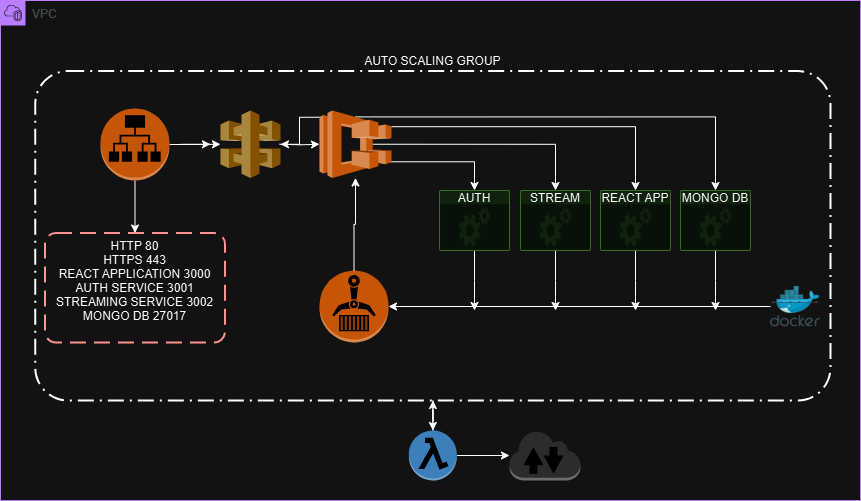 VPC
AUTO SCALING GROUP
AUTH
STREAM
REACT APP
MONGO DB
HTTP 80
HTTPS 443
REACT APPLICATION 3000
AUTH SERVICE 3001
STREAMING SERVICE 3002
MONGO DB 27017
docker